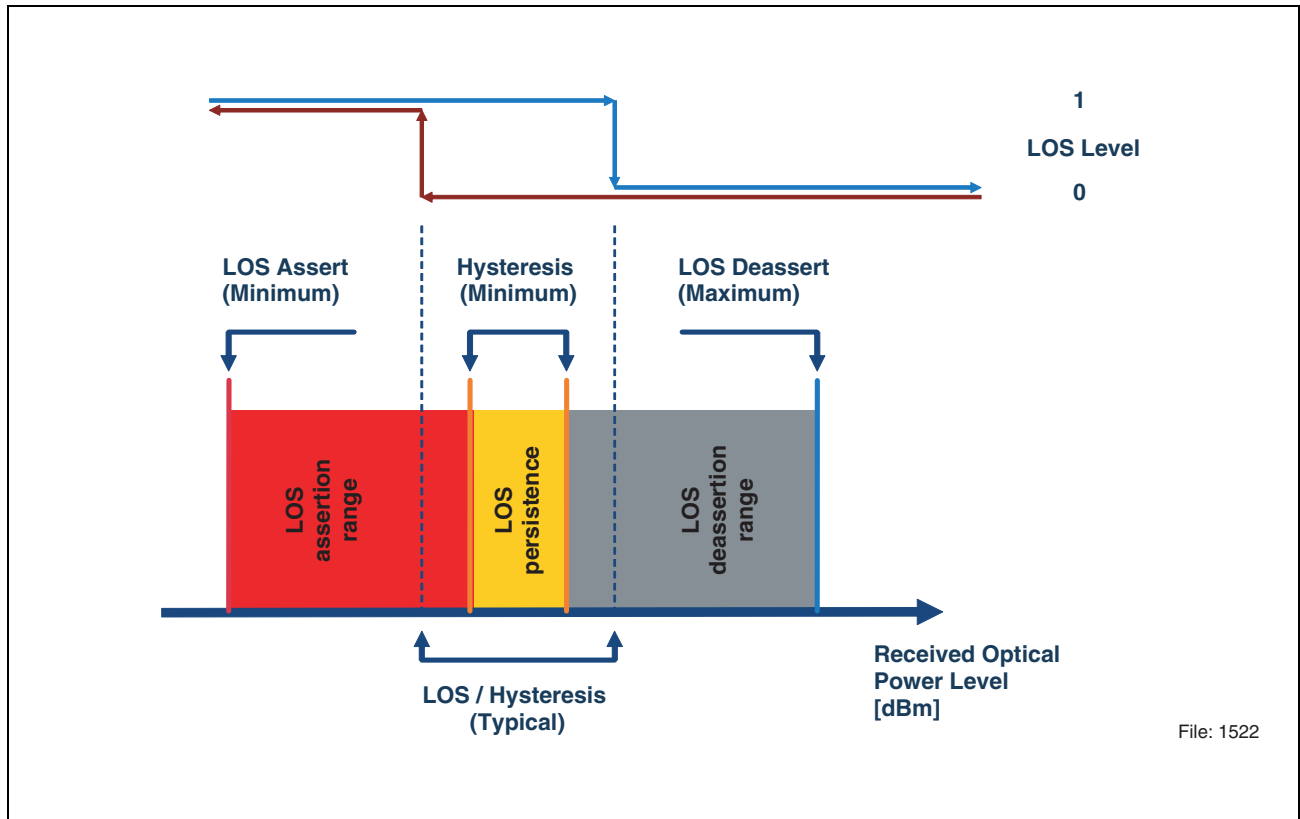 1
LOS Level
0
LOS Assert
(Minimum)
Hysteresis
(Minimum)
LOS Deassert
(Maximum)
LOS
assertion
range
LOS
persistence
LOS
deassertion
range
LOS / Hysteresis
(Typical)
Received Optical
Power Level
[dBm]
File: 1522